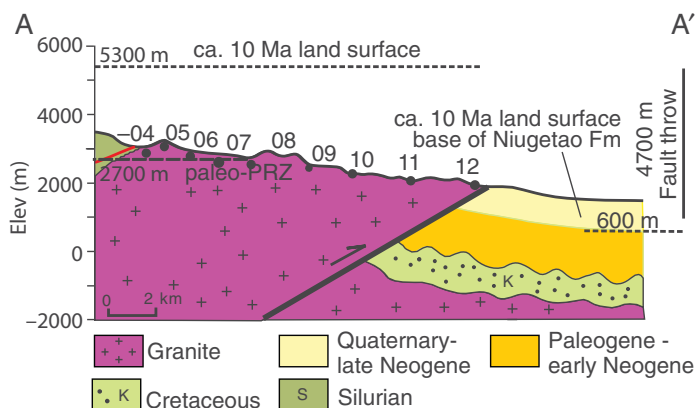 A
A′
6000
4000
2000
0
−2000
Elev (m)
5300 m
ca. 10 Ma land surface
−04
05
06
07
08
09
10
11
12
2700 m
paleo-PRZ
ca. 10 Ma land surface
base of Niugetao Fm
4700 m
Fault throw
600 m
K
0
2 km
Granite
Quaternary-
late Neogene
Paleogene -
early Neogene
K
Cretaceous
S
Silurian